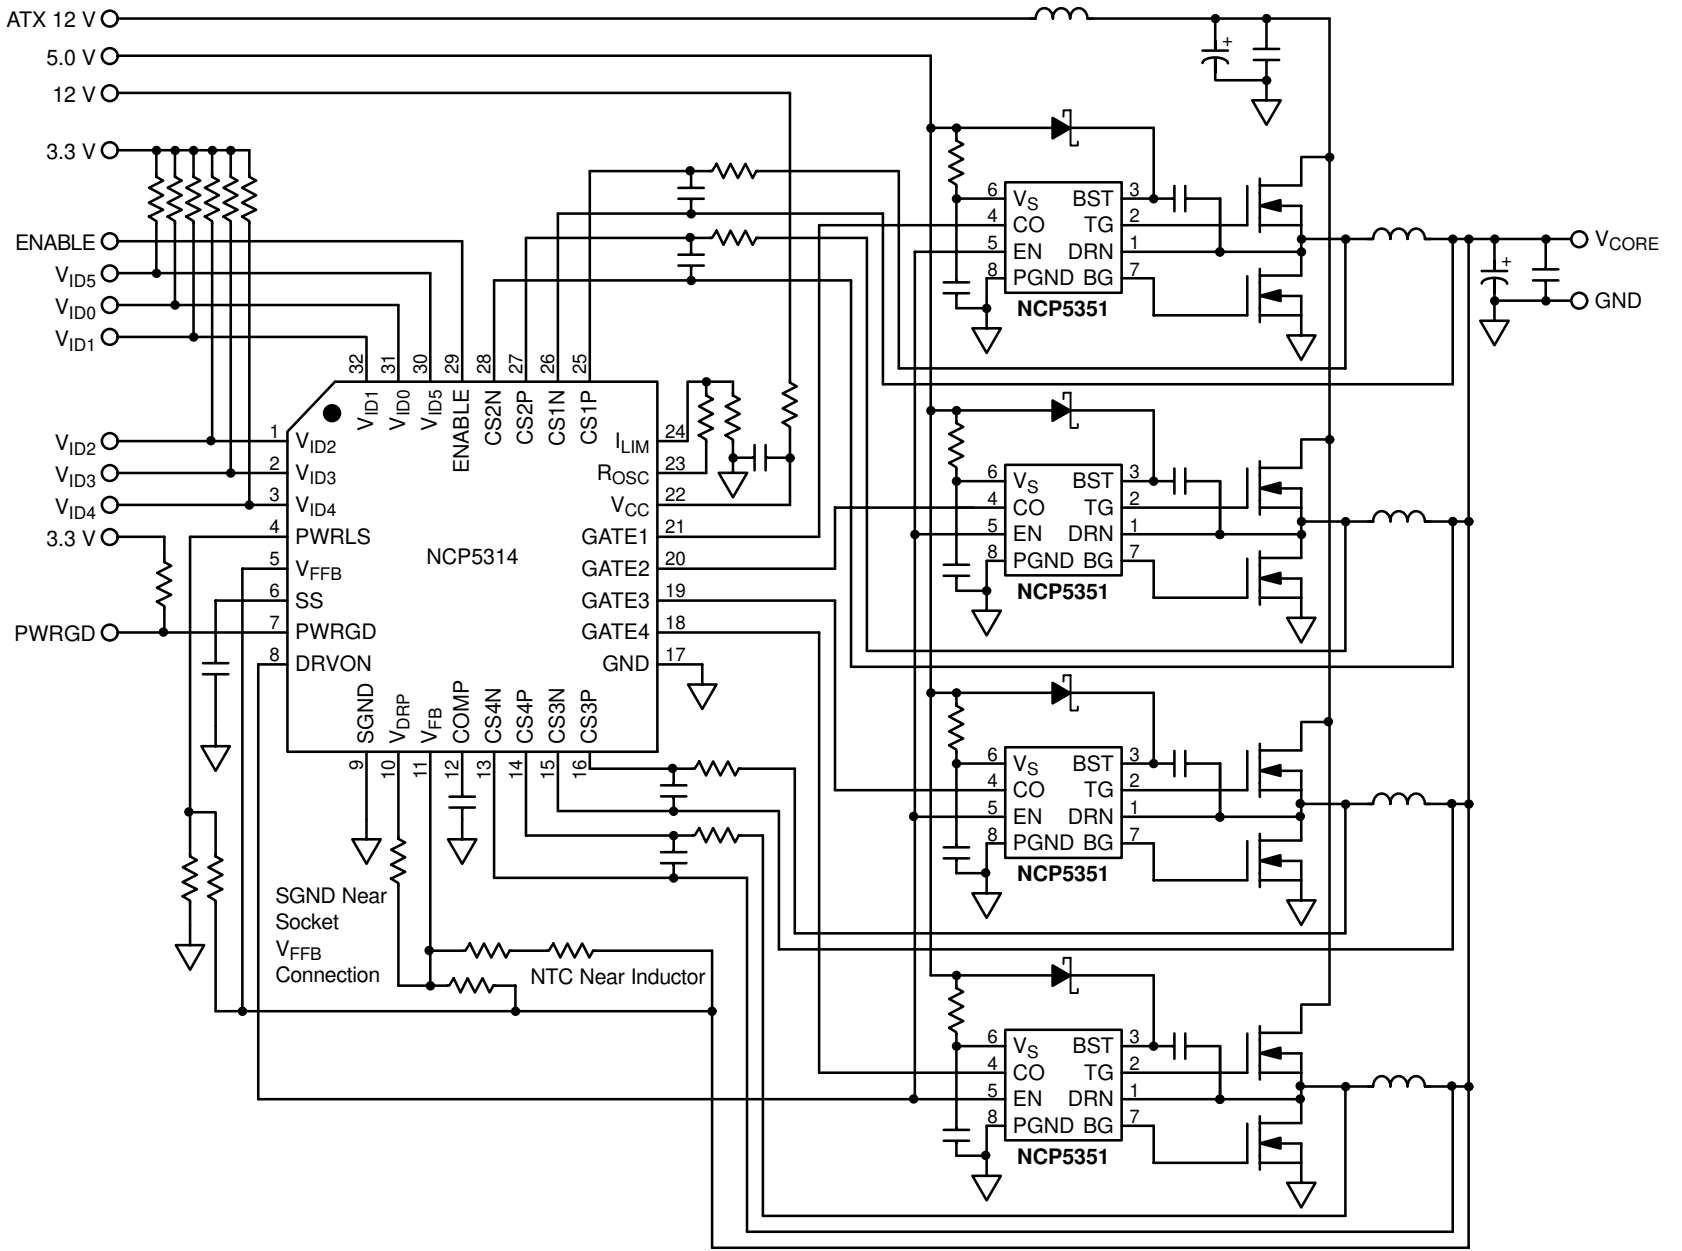 ATX 12 V
5.0 V
12 V
3.3 V
ENABLE
VID5
VID0
VID1
VID2
VID3
VID4
3.3 V
PWRGD
32 31 30 29 28 27 26 25
VID1 VID0 VID5 ENABLE CS2N CS2P CS1N CS1P
1 VID2
2 VID3
3 VID4
4 PWRLS
5 VFFB
6 SS
7 PWRGD
8 DRVON
NCP5314
ILIM 24
ROSC 23
VCC 22
GATE1 21
GATE2 20
GATE3 19
GATE4 18
GND 17
SGND VDRP VFB COMP CS4N CS4P CS3N CS3P
9 10 11 12 13 14 15 16
SGND Near
Socket
VFFB
Connection
NTC Near Inductor
+
6 VS BST 3
4 CO TG 2
5 EN DRN 1
8 PGND BG 7
NCP5351
VCORE
+
GND
6 VS BST 3
4 CO TG 2
5 EN DRN 1
8 PGND BG 7
NCP5351
6 VS BST 3
4 CO TG 2
5 EN DRN 1
8 PGND BG 7
NCP5351
6 VS BST 3
4 CO TG 2
5 EN DRN 1
8 PGND BG 7
NCP5351